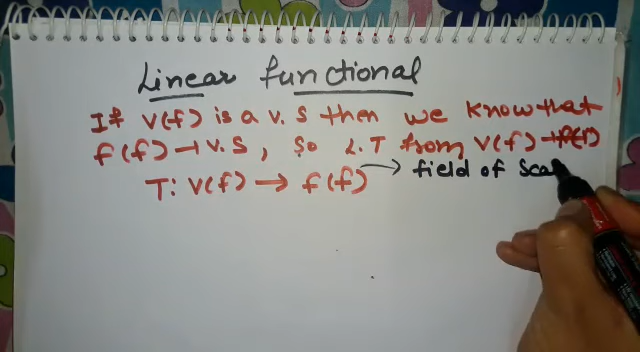 Linear functional
If V(f) is a V.S then we know that
f(f) → V.S, So L.T from V(f) → f(f)
T: V(f) → f(f) → field of Sca